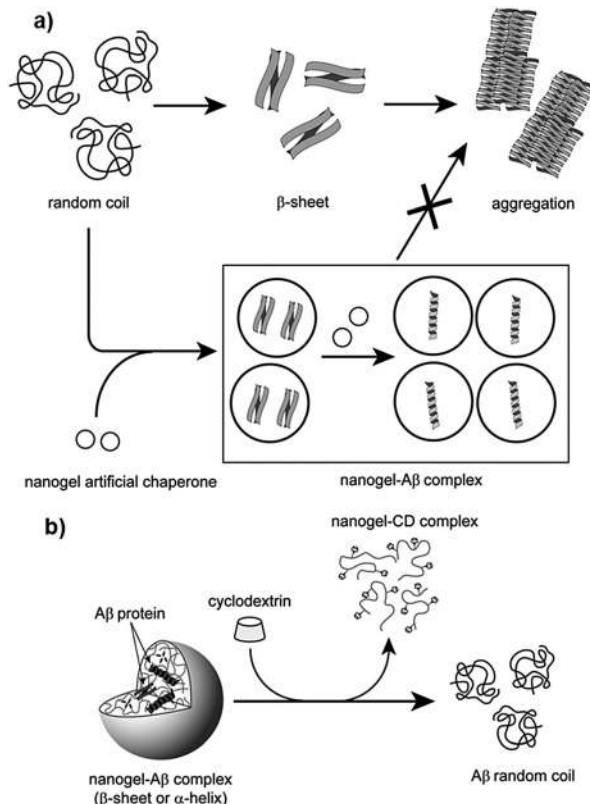 a)
random coil
β-sheet
aggregation
nanogel artificial chaperone
nanogel-Aβ complex
b)
nanogel-CD complex
cyclodextrin
Aβ protein
nanogel-Aβ complex
(β-sheet or α-helix)
Aβ random coil